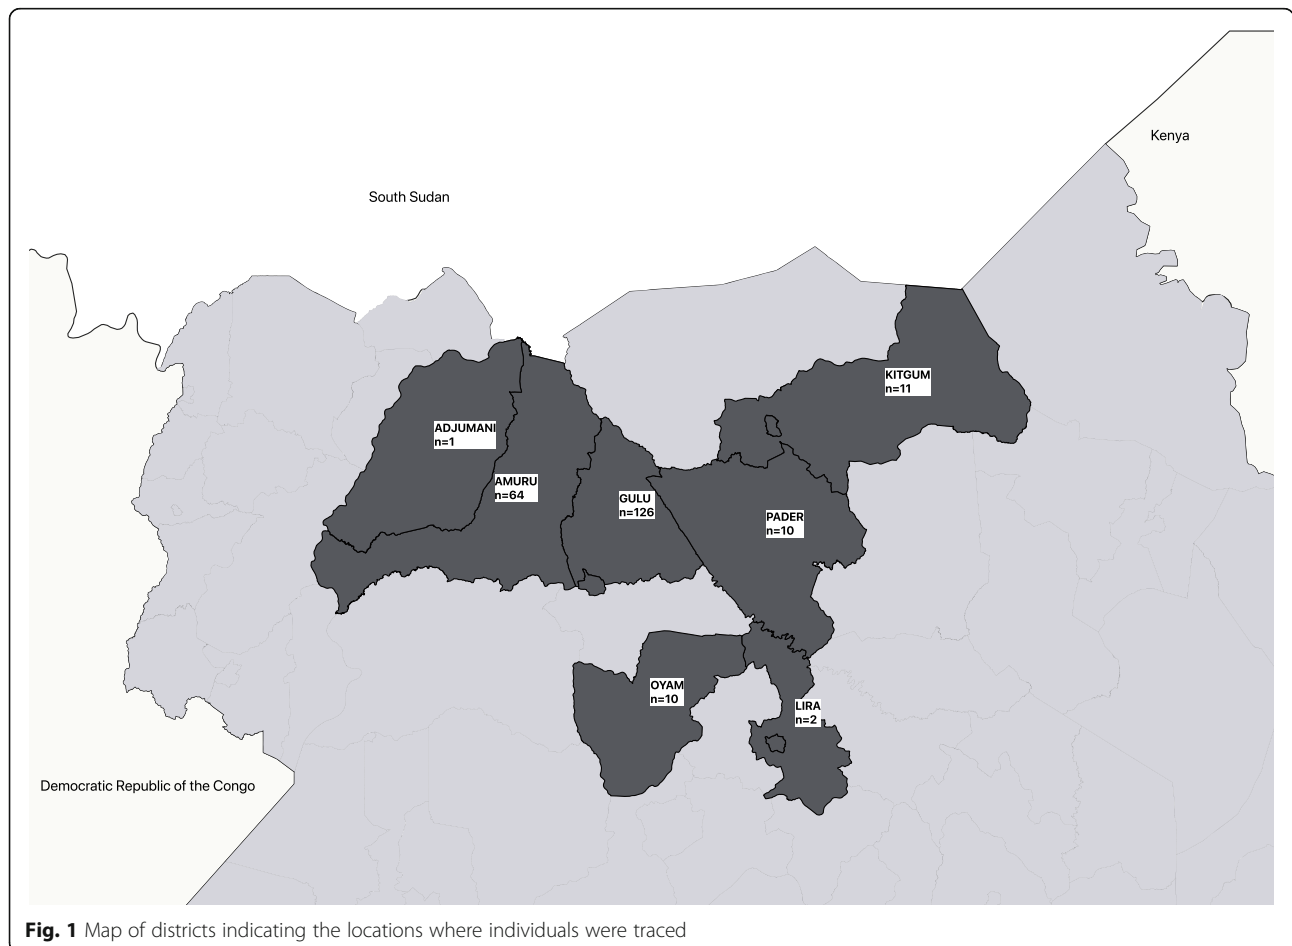 Kenya
South Sudan
KITGUM
n=11
ADJUMANI
n=1
AMURU
n=64
GULU
n=126
PADER
n=10
OYAM
n=10
LIRA
n=2
Democratic Republic of the Congo
Fig. 1 Map of districts indicating the locations where individuals were traced